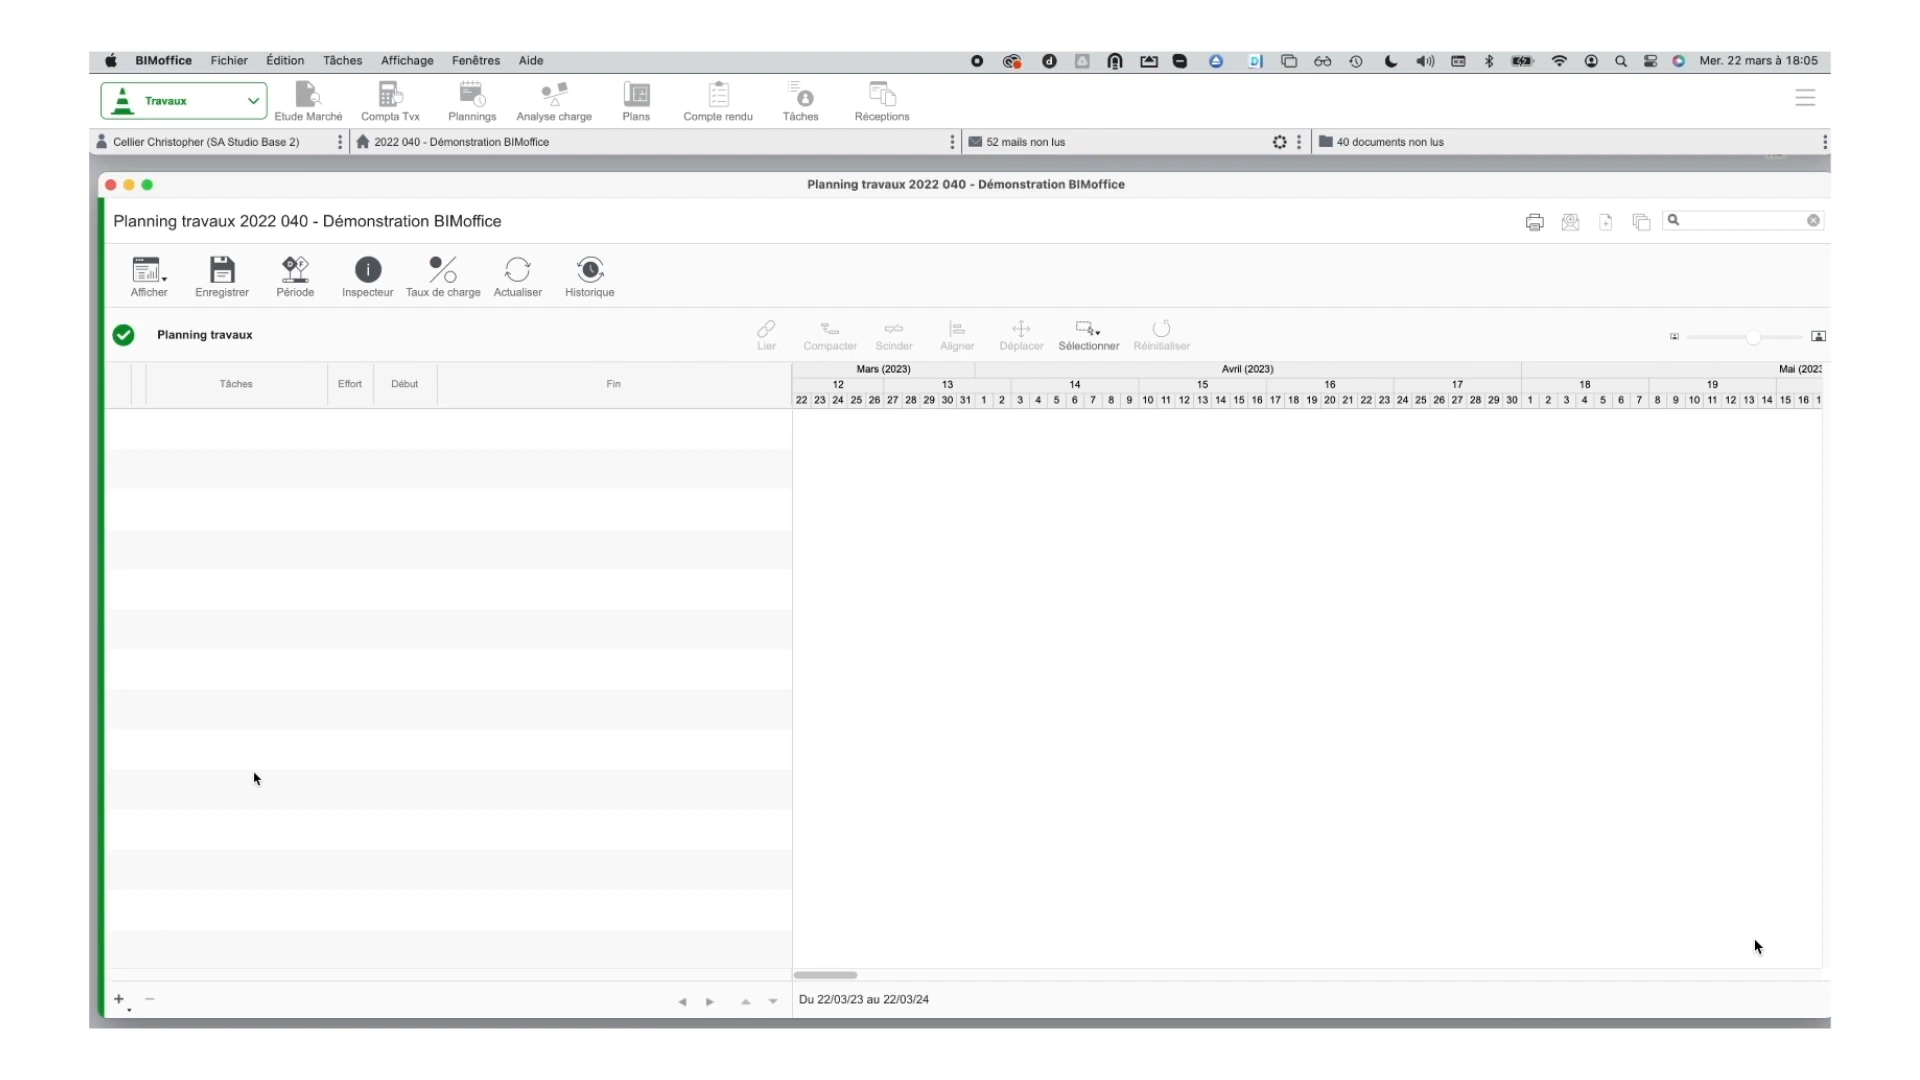 BIMoffice Fichier Édition Tâches Affichage Fenêtres Aide Mer. 22 mars à 18:05
Travaux
Etude Marché Compta Tvx Plannings Analyse charge Plans Compte rendu Tâches Réceptions
Cellier Christopher (SA Studio Base 2) 2022 040 - Démonstration BIMoffice 52 mails non lus 40 documents non lus
Planning travaux 2022 040 - Démonstration BIMoffice
Planning travaux 2022 040 - Démonstration BIMoffice
Afficher Enregistrer Période Inspecteur Taux de charge Actualiser Historique
Planning travaux
Lier Compacter Scinder Aligner Déplacer Sélectionner Réinitialiser
Tâches Effort Début Fin
Mars (2023) Avril (2023) Mai (2023
12 13 14 15 16 17 18 19
22 23 24 25 26 27 28 29 30 31 1 2 3 4 5 6 7 8 9 10 11 12 13 14 15 16 17 18 19 20 21 22 23 24 25 26 27 28 29 30 1 2 3 4 5 6 7 8 9 10 11 12 13 14 15 16 1
Du 22/03/23 au 22/03/24